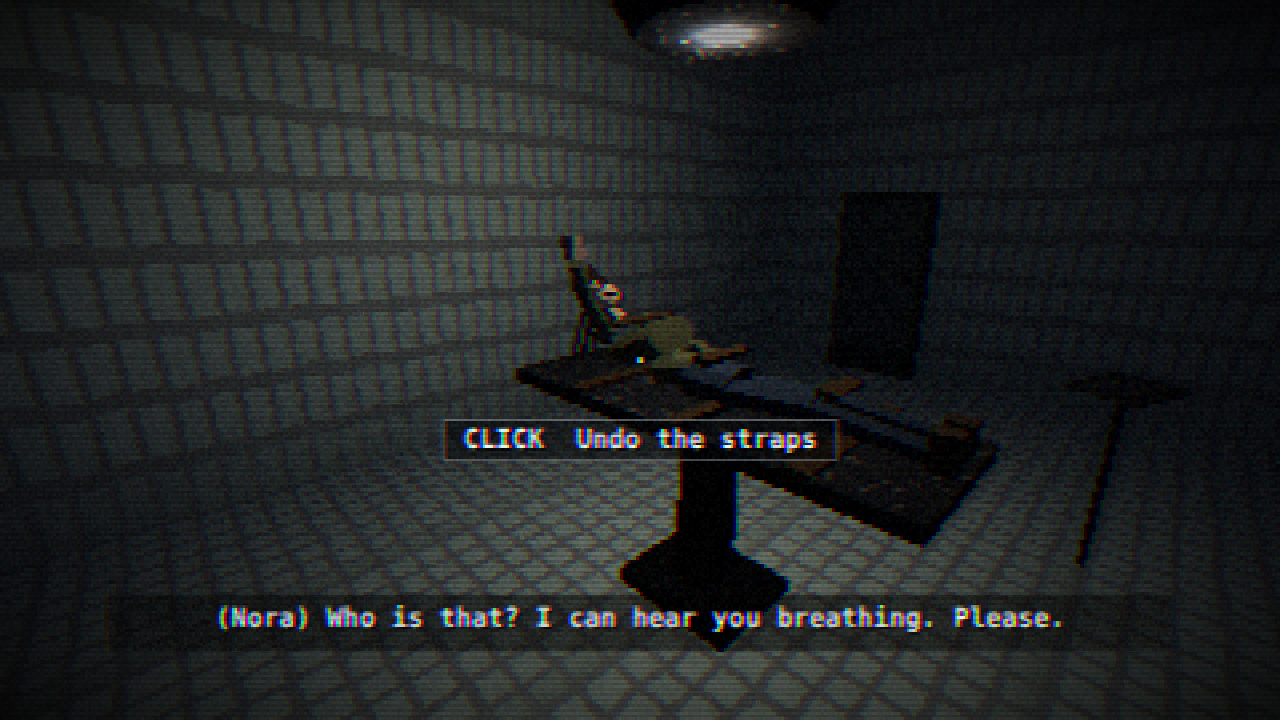 CLICK Undo the straps
(Nora) Who is that? I can hear you breathing. Please.